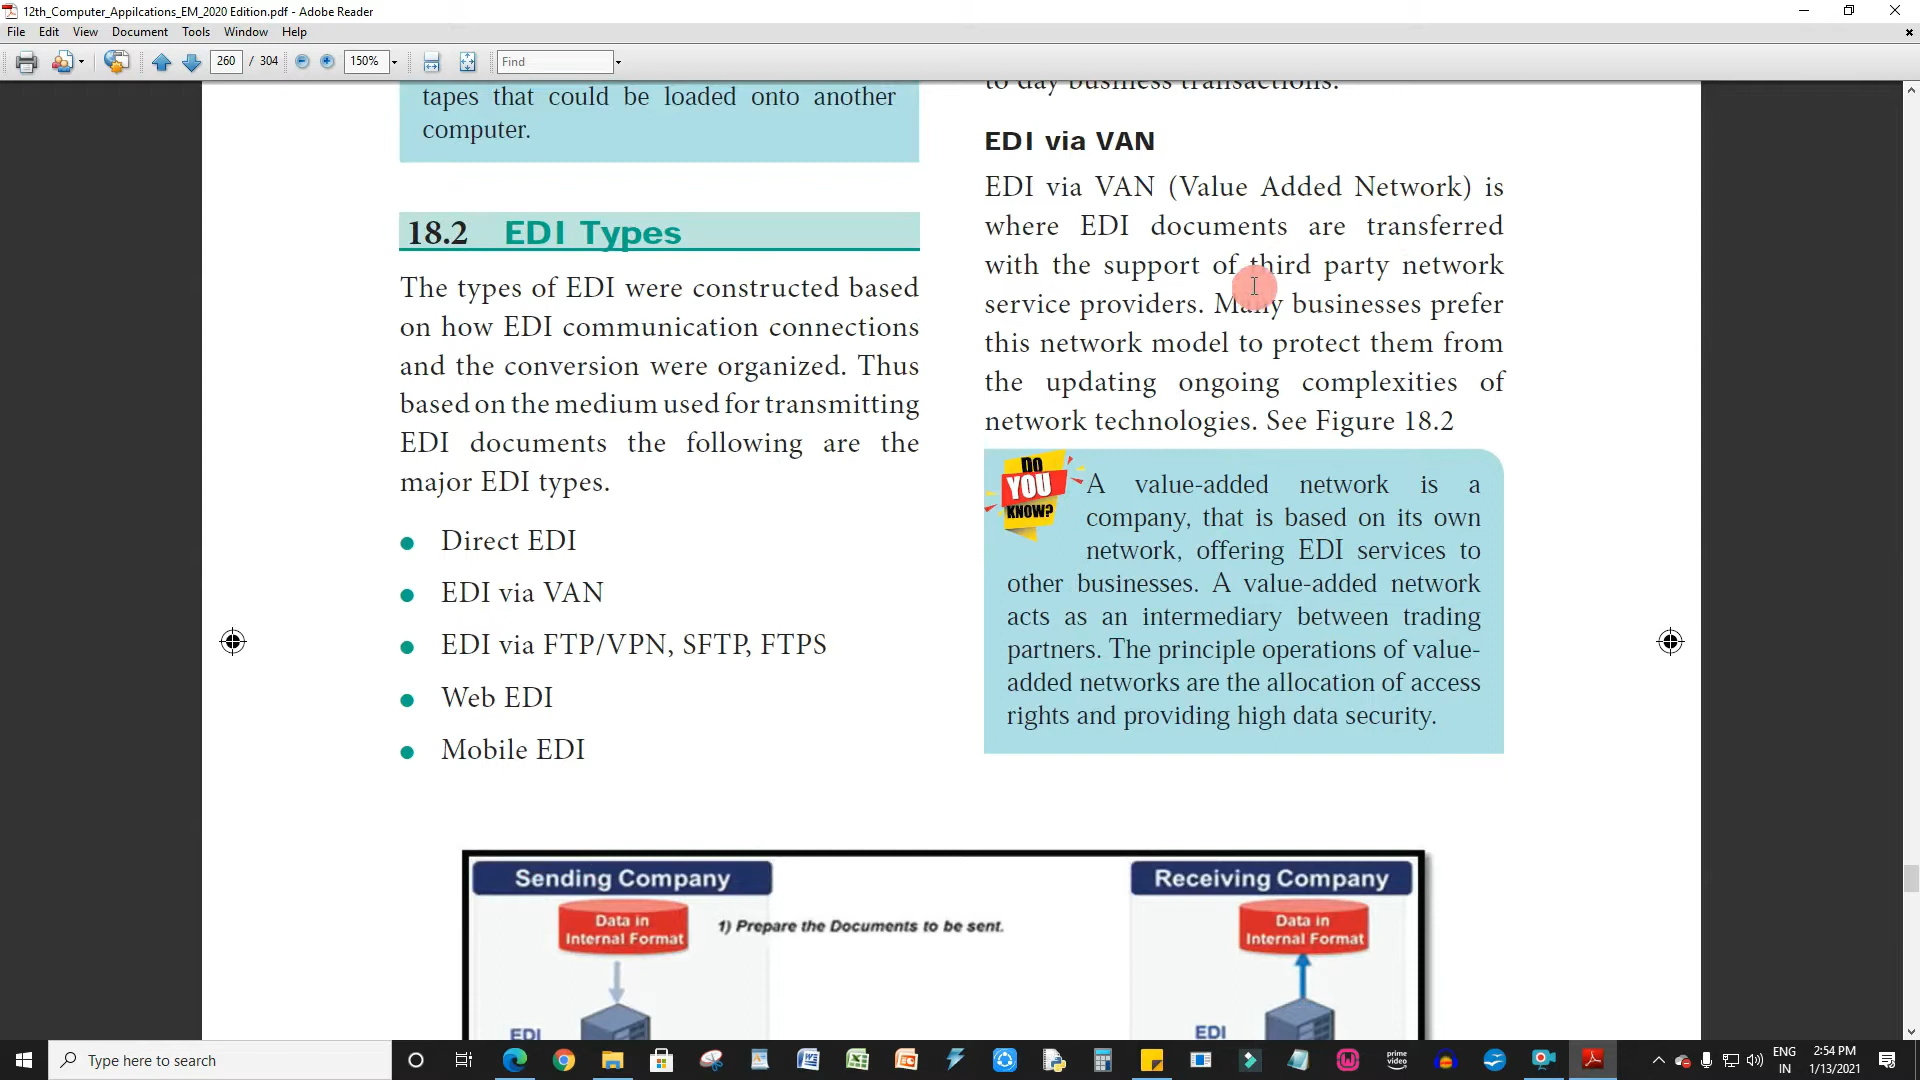 12th_Computer_Appilcations_EM_2020 Edition.pdf - Adobe Reader
File Edit View Document Tools Window Help
260 / 304 150% Find
tapes that could be loaded onto another
computer.
18.2 EDI Types
The types of EDI were constructed based
on how EDI communication connections
and the conversion were organized. Thus
based on the medium used for transmitting
EDI documents the following are the
major EDI types.
Direct EDI
EDI via VAN
EDI via FTP/VPN, SFTP, FTPS
Web EDI
Mobile EDI
to day business transactions.
EDI via VAN
EDI via VAN (Value Added Network) is
where EDI documents are transferred
with the support of third party network
service providers. Many businesses prefer
this network model to protect them from
the updating ongoing complexities of
network technologies. See Figure 18.2
DO
YOU
KNOW?
A value-added network is a
company, that is based on its own
network, offering EDI services to
other businesses. A value-added network
acts as an intermediary between trading
partners. The principle operations of value-
added networks are the allocation of access
rights and providing high data security.
Sending Company
Data in
Internal Format
1) Prepare the Documents to be sent.
EDI
Receiving Company
Data in
Internal Format
EDI
Type here to search
prime
video
ENG
IN
2:54 PM
1/13/2021